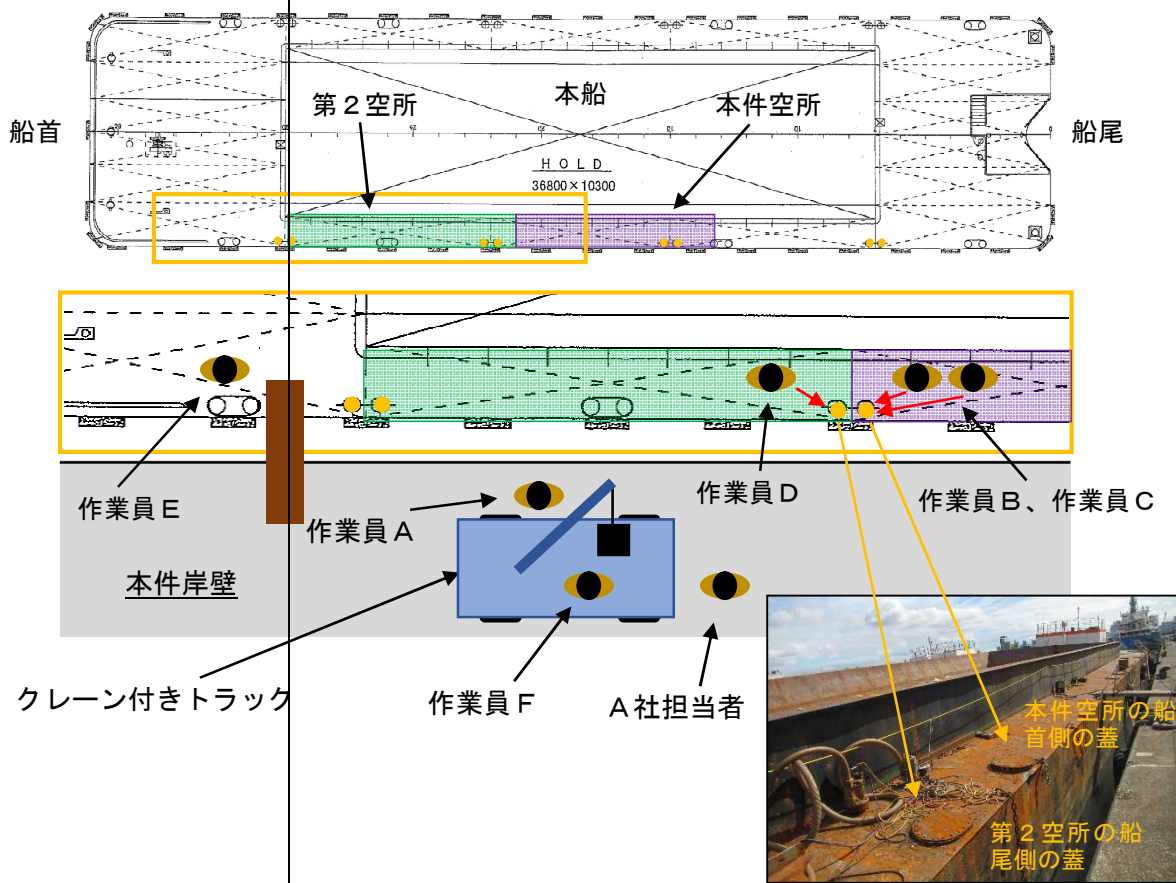 本船
第2空所
本件空所
船首
船尾
HOLD
36800×10300
作業員E
作業員A
作業員D
作業員B、作業員C
本件岸壁
クレーン付きトラック
作業員F
A社担当者
本件空所の船
首側の蓋
第2空所の船
尾側の蓋